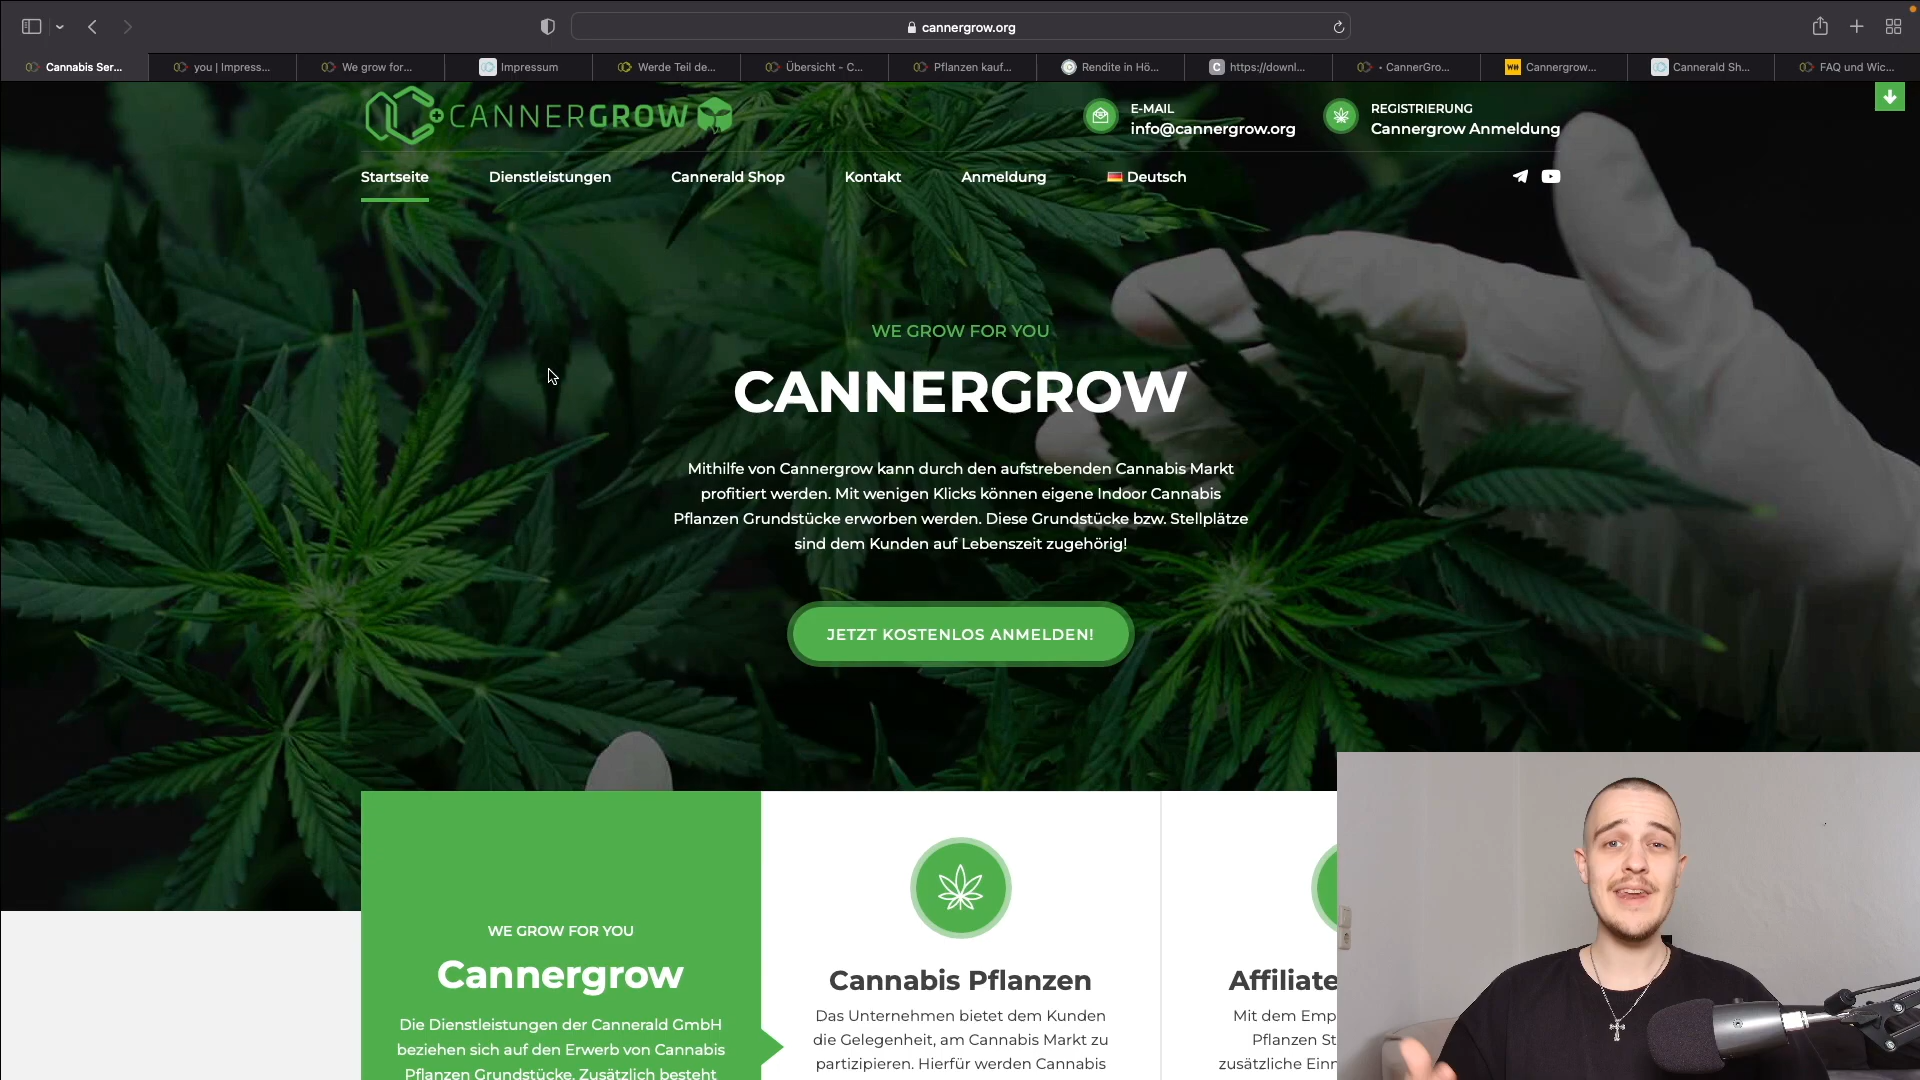 cannergrow.org
Cannabis Ser...
you | Impress...
We grow for...
Impressum
Werde Teil de...
Übersicht - C...
Pflanzen kauf...
Rendite in Hö...
C
https://downl...
• CannerGro...
Cannergrow...
Cannerald Sh...
FAQ und Wic...
CANNERGROW
E-MAIL
info@cannergrow.org
REGISTRIERUNG
Cannergrow Anmeldung
Startseite
Dienstleistungen
Cannerald Shop
Kontakt
Anmeldung
Deutsch
WE GROW FOR YOU
CANNERGROW
Mithilfe von Cannergrow kann durch den aufstrebenden Cannabis Markt
profitiert werden. Mit wenigen Klicks können eigene Indoor Cannabis
Pflanzen Grundstücke erworben werden. Diese Grundstücke bzw. Stellplätze
sind dem Kunden auf Lebenszeit zugehörig!
JETZT KOSTENLOS ANMELDEN!
WE GROW FOR YOU
Cannergrow
Die Dienstleistungen der Cannerald GmbH
beziehen sich auf den Erwerb von Cannabis
Pflanzen Grundstücke. Zusätzlich besteht
Cannabis Pflanzen
Das Unternehmen bietet dem Kunden
die Gelegenheit, am Cannabis Markt zu
partizipieren. Hierfür werden Cannabis
Affiliate
Mit dem Emp
Pflanzen St
zusätzliche Einn